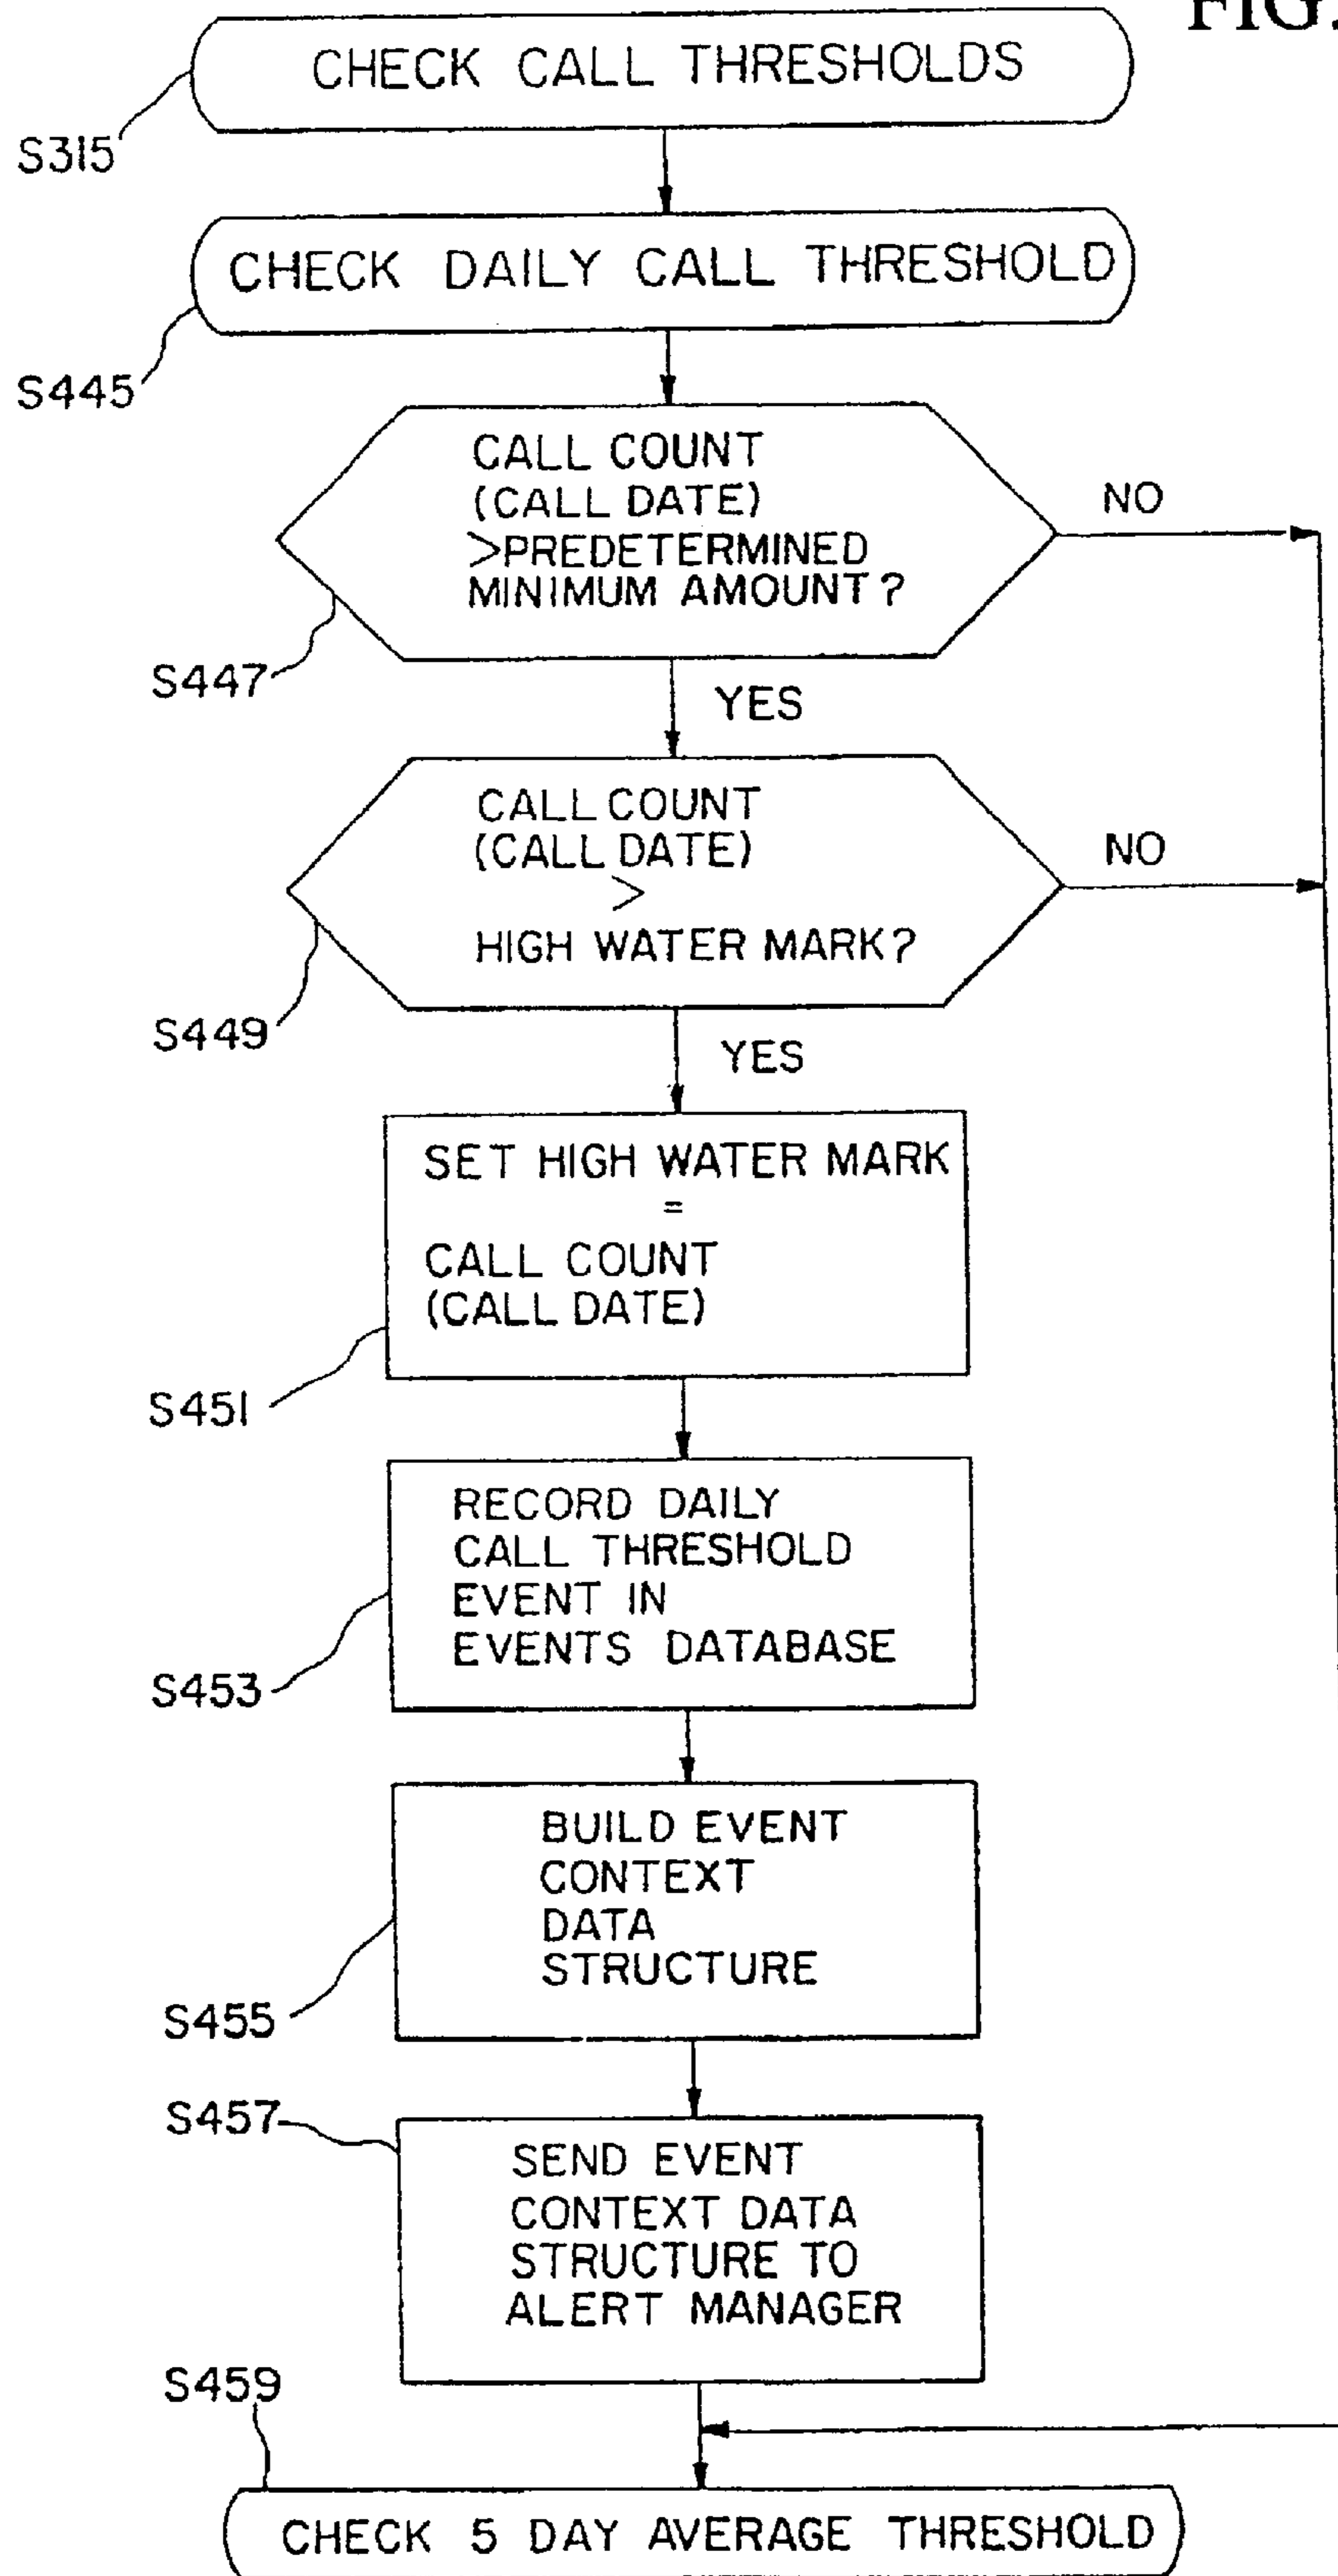 FIG.
CHECK CALL THRESHOLDS
S315
CHECK DAILY CALL THRESHOLD
S445
CALL COUNT
(CALL DATE)
>PREDETERMINED
MINIMUM AMOUNT?
NO
S447
YES
CALL COUNT
(CALL DATE)
>
HIGH WATER MARK?
NO
S449
YES
SET HIGH WATER MARK
=
CALL COUNT
(CALL DATE)
S451
RECORD DAILY
CALL THRESHOLD
EVENT IN
EVENTS DATABASE
S453
BUILD EVENT
CONTEXT
DATA
STRUCTURE
S455
S457
SEND EVENT
CONTEXT DATA
STRUCTURE TO
ALERT MANAGER
S459
CHECK 5 DAY AVERAGE THRESHOLD